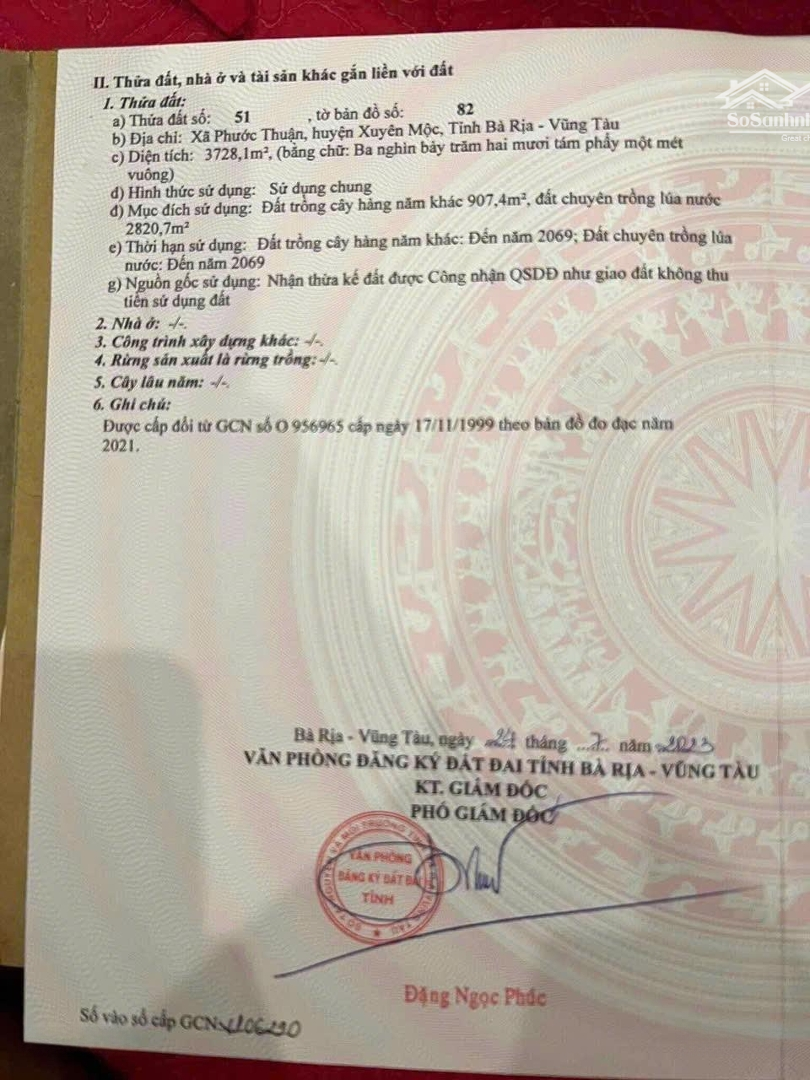 SoSanhNh
Great c
II. Thửa đất, nhà ở và tài sản khác gắn liền với đất
1. Thửa đất:
a) Thửa đất số: 51 , tờ bản đồ số: 82
b) Địa chỉ: Xã Phước Thuận, huyện Xuyên Mộc, Tỉnh Bà Rịa - Vũng Tàu
c) Diện tích: 3728,1m², (bằng chữ: Ba nghìn bảy trăm hai mươi tám phẩy một mét
vuông)
d) Hình thức sử dụng: Sử dụng chung
đ) Mục đích sử dụng: Đất trồng cây hàng năm khác 907,4m², đất chuyên trồng lúa nước
2820,7m²
e) Thời hạn sử dụng: Đất trồng cây hàng năm khác: Đến năm 2069; Đất chuyên trồng lúa
nước: Đến năm 2069
g) Nguồn gốc sử dụng: Nhận thừa kế đất được Công nhận QSDĐ như giao đất không thu
tiền sử dụng đất
2. Nhà ở: -/-.
3. Công trình xây dựng khác: -/-.
4. Rừng sản xuất là rừng trồng: -/-.
5. Cây lâu năm: -/-.
6. Ghi chú:
Được cấp đổi từ GCN số O 956965 cấp ngày 17/11/1999 theo bản đồ đo đạc năm
2021.
Bà Rịa - Vũng Tàu, ngày 24 tháng 7 năm 2023
VĂN PHÒNG ĐĂNG KÝ ĐẤT ĐAI TỈNH BÀ RỊA - VŨNG TÀU
KT. GIÁM ĐỐC
PHÓ GIÁM ĐỐC
VĂN PHÒNG
ĐĂNG KÝ ĐẤT ĐAI
TỈNH
Đặng Ngọc Phúc
Số vào sổ cấp GCN: